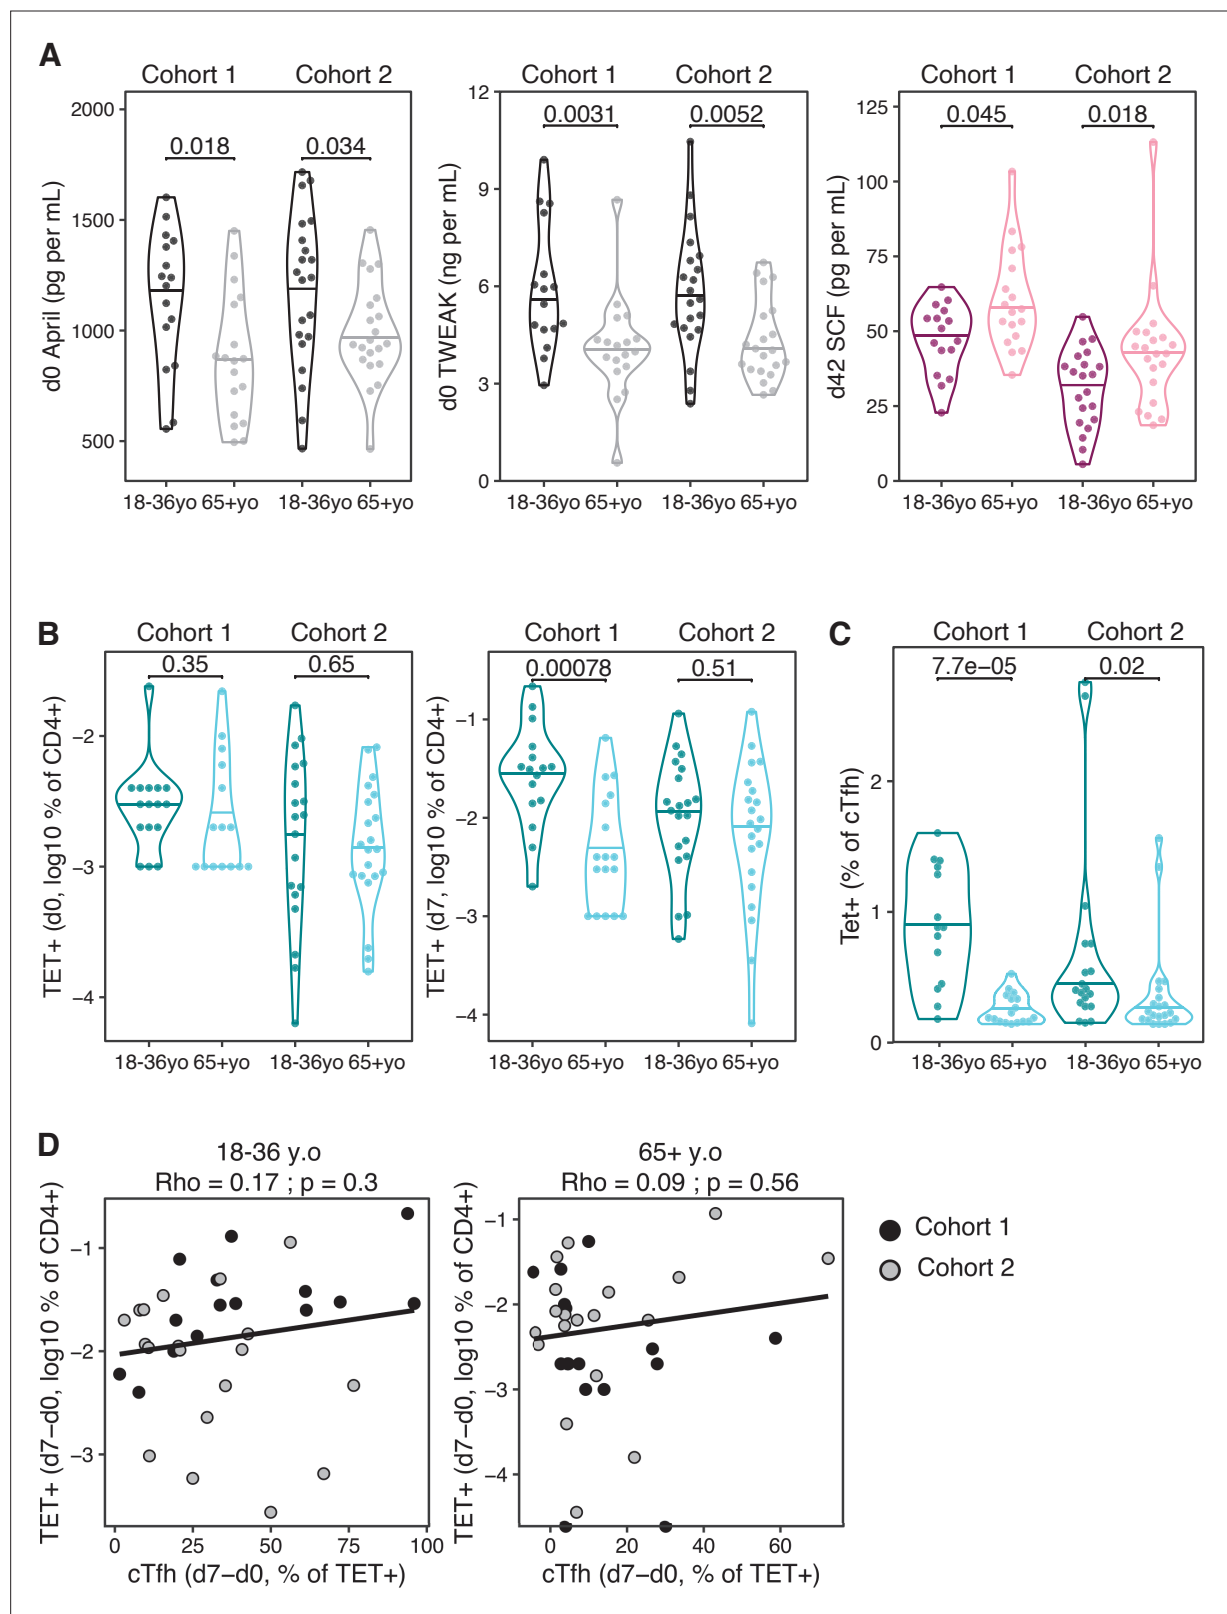 A
Cohort 1 Cohort 2
d0 April (pg per mL)
2000
1500
1000
500
0.018 0.034
18-36yo 65+yo 18-36yo 65+yo
Cohort 1 Cohort 2
d0 TWEAK (ng per mL)
12
9
6
3
0
0.0031 0.0052
18-36yo 65+yo 18-36yo 65+yo
Cohort 1 Cohort 2
d42 SCF (pg per mL)
125
100
75
50
25
0
0.045 0.018
18-36yo 65+yo 18-36yo 65+yo
B
Cohort 1 Cohort 2
TET+ (d0, log10 % of CD4+)
−2
−3
−4
0.35 0.65
18-36yo 65+yo 18-36yo 65+yo
Cohort 1 Cohort 2
TET+ (d7, log10 % of CD4+)
−1
−2
−3
−4
0.00078 0.51
18-36yo 65+yo 18-36yo 65+yo
C
Cohort 1 Cohort 2
Tet+ (% of cTfh)
2
1
0
7.7e−05 0.02
18-36yo 65+yo 18-36yo 65+yo
D
18-36 y.o
Rho = 0.17 ; p = 0.3
TET+ (d7−d0, log10 % of CD4+)
−1
−2
−3
0 25 50 75 100
cTfh (d7−d0, % of TET+)
65+ y.o
Rho = 0.09 ; p = 0.56
TET+ (d7−d0, log10 % of CD4+)
−1
−2
−3
−4
0 20 40 60
cTfh (d7−d0, % of TET+)
Cohort 1
Cohort 2